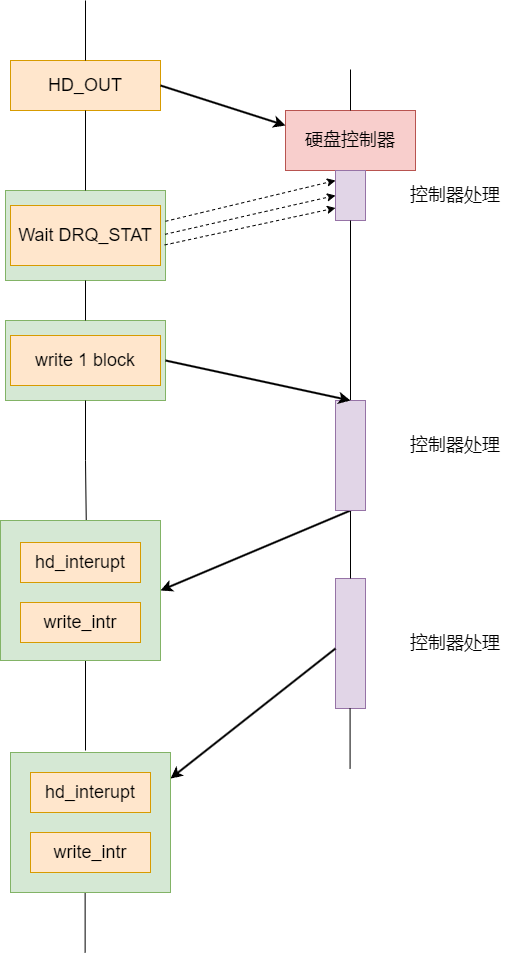 HD_OUT
硬盘控制器
控制器处理
Wait DRQ_STAT
write 1 block
控制器处理
hd_interupt
write_intr
控制器处理
hd_interupt
write_intr